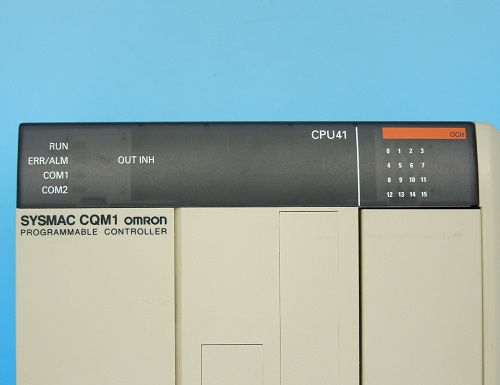 CPU41
OCH
RUN
ERR/ALM OUT INH
COM1
COM2
0 1 2 3
4 5 6 7
8 9 10 11
12 13 14 15
SYSMAC CQM1 omron
PROGRAMMABLE CONTROLLER